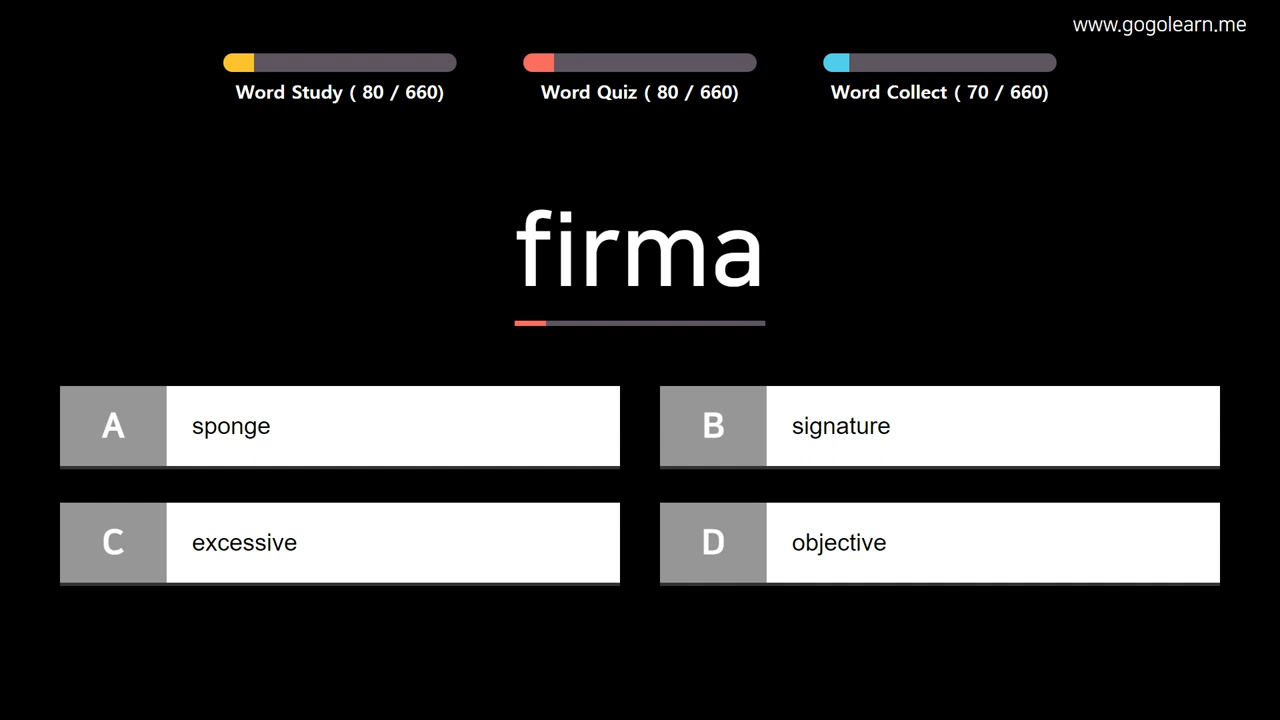 www.gogolearn.me
Word Study ( 80 / 660)
Word Quiz ( 80 / 660)
Word Collect ( 70 / 660)
firma
A sponge
B signature
C excessive
D objective